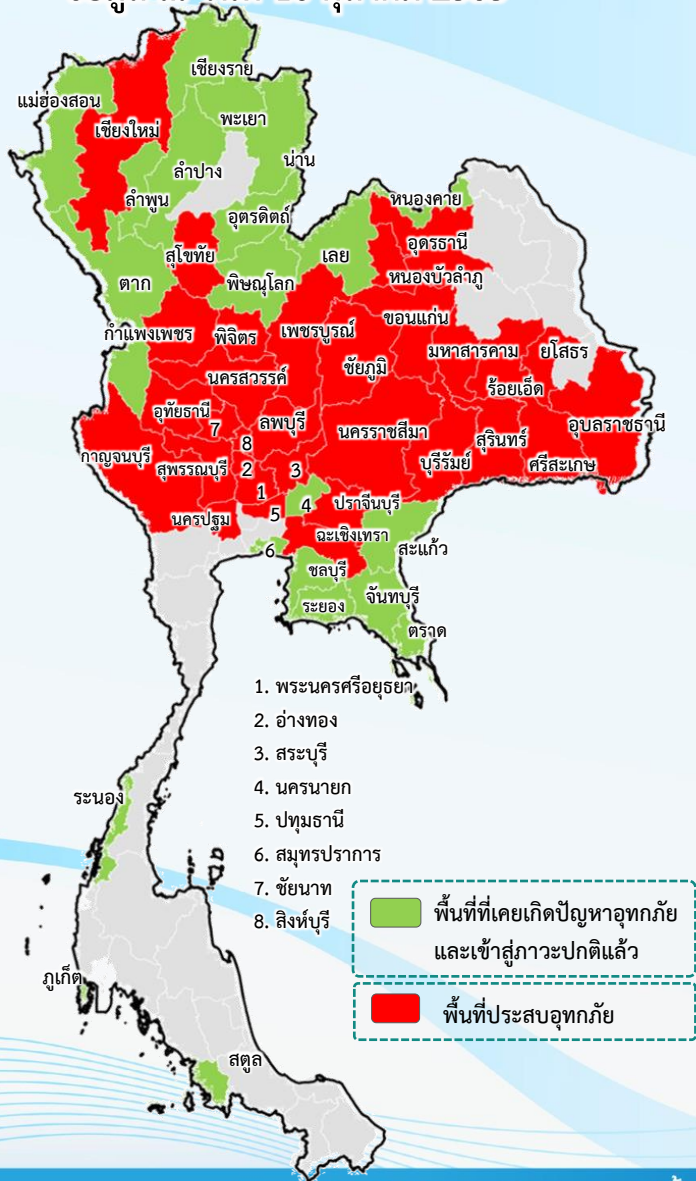 เชียงราย
แม่ฮ่องสอน
พะเยา
เชียงใหม่
น่าน
ลำปาง
ลำพูน
หนองคาย
อุตรดิตถ์
อุดรธานี
สุโขทัย
เลย
หนองบัวลำภู
ตาก
พิษณุโลก
ขอนแก่น
กำแพงเพชร
พิจิตร
เพชรบูรณ์
มหาสารคาม
ยโสธร
ชัยภูมิ
นครสวรรค์
ร้อยเอ็ด
อุทัยธานี
ลพบุรี
อุบลราชธานี
7
นครราชสีมา
8
สุรินทร์
กาญจนบุรี
สุพรรณบุรี
2
3
บุรีรัมย์
ศรีสะเกษ
1
4
ปราจีนบุรี
นครปฐม
5
ฉะเชิงเทรา
6
สะแก้ว
ชลบุรี
จันทบุรี
ระยอง
ตราด
1. พระนครศรีอยุธยา
2. อ่างทอง
3. สระบุรี
4. นครนายก
5. ปทุมธานี
6. สมุทรปราการ
7. ชัยนาท
8. สิงห์บุรี
ระนอง
ภูเก็ต
สตูล
พื้นที่ที่เคยเกิดปัญหาอุทกภัย
และเข้าสู่ภาวะปกติแล้ว
พื้นที่ประสบอุทกภัย